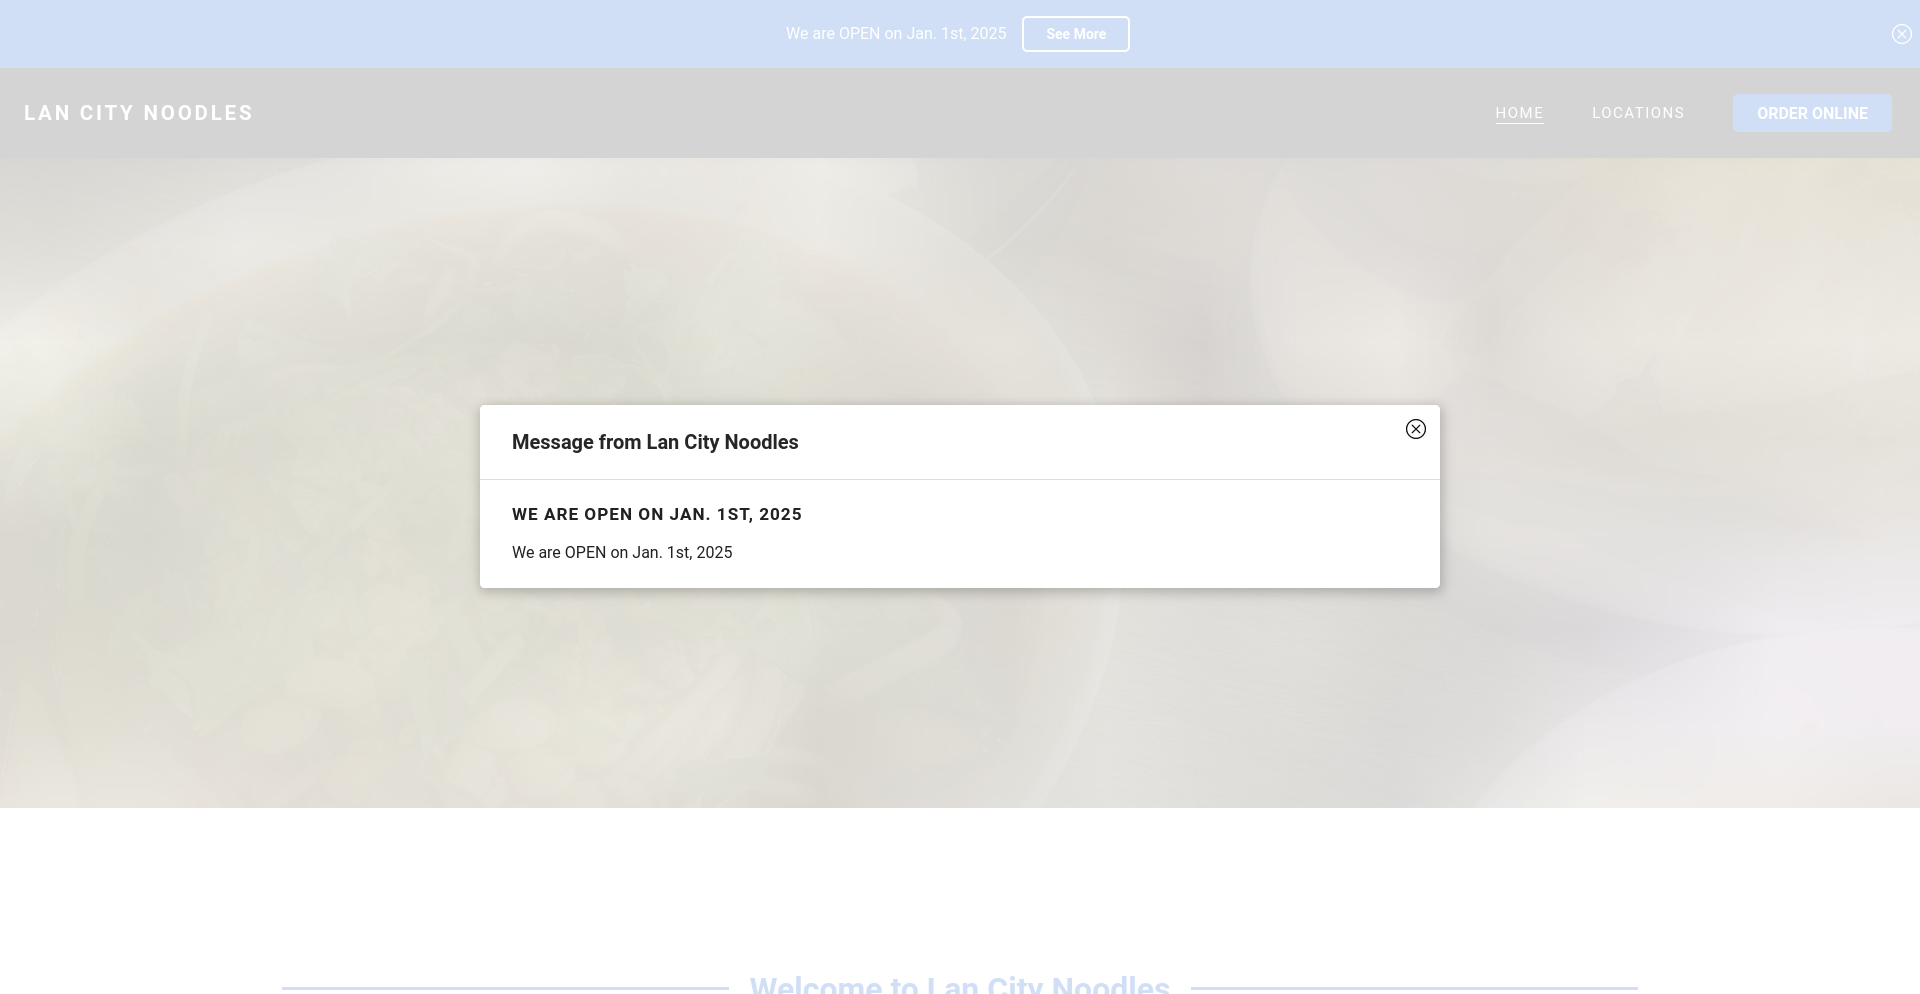 We are OPEN on Jan. 1st, 2025
See More
LAN CITY NOODLES
HOME
LOCATIONS
ORDER ONLINE
Message from Lan City Noodles
WE ARE OPEN ON JAN. 1ST, 2025
We are OPEN on Jan. 1st, 2025
Welcome to Lan City Noodles